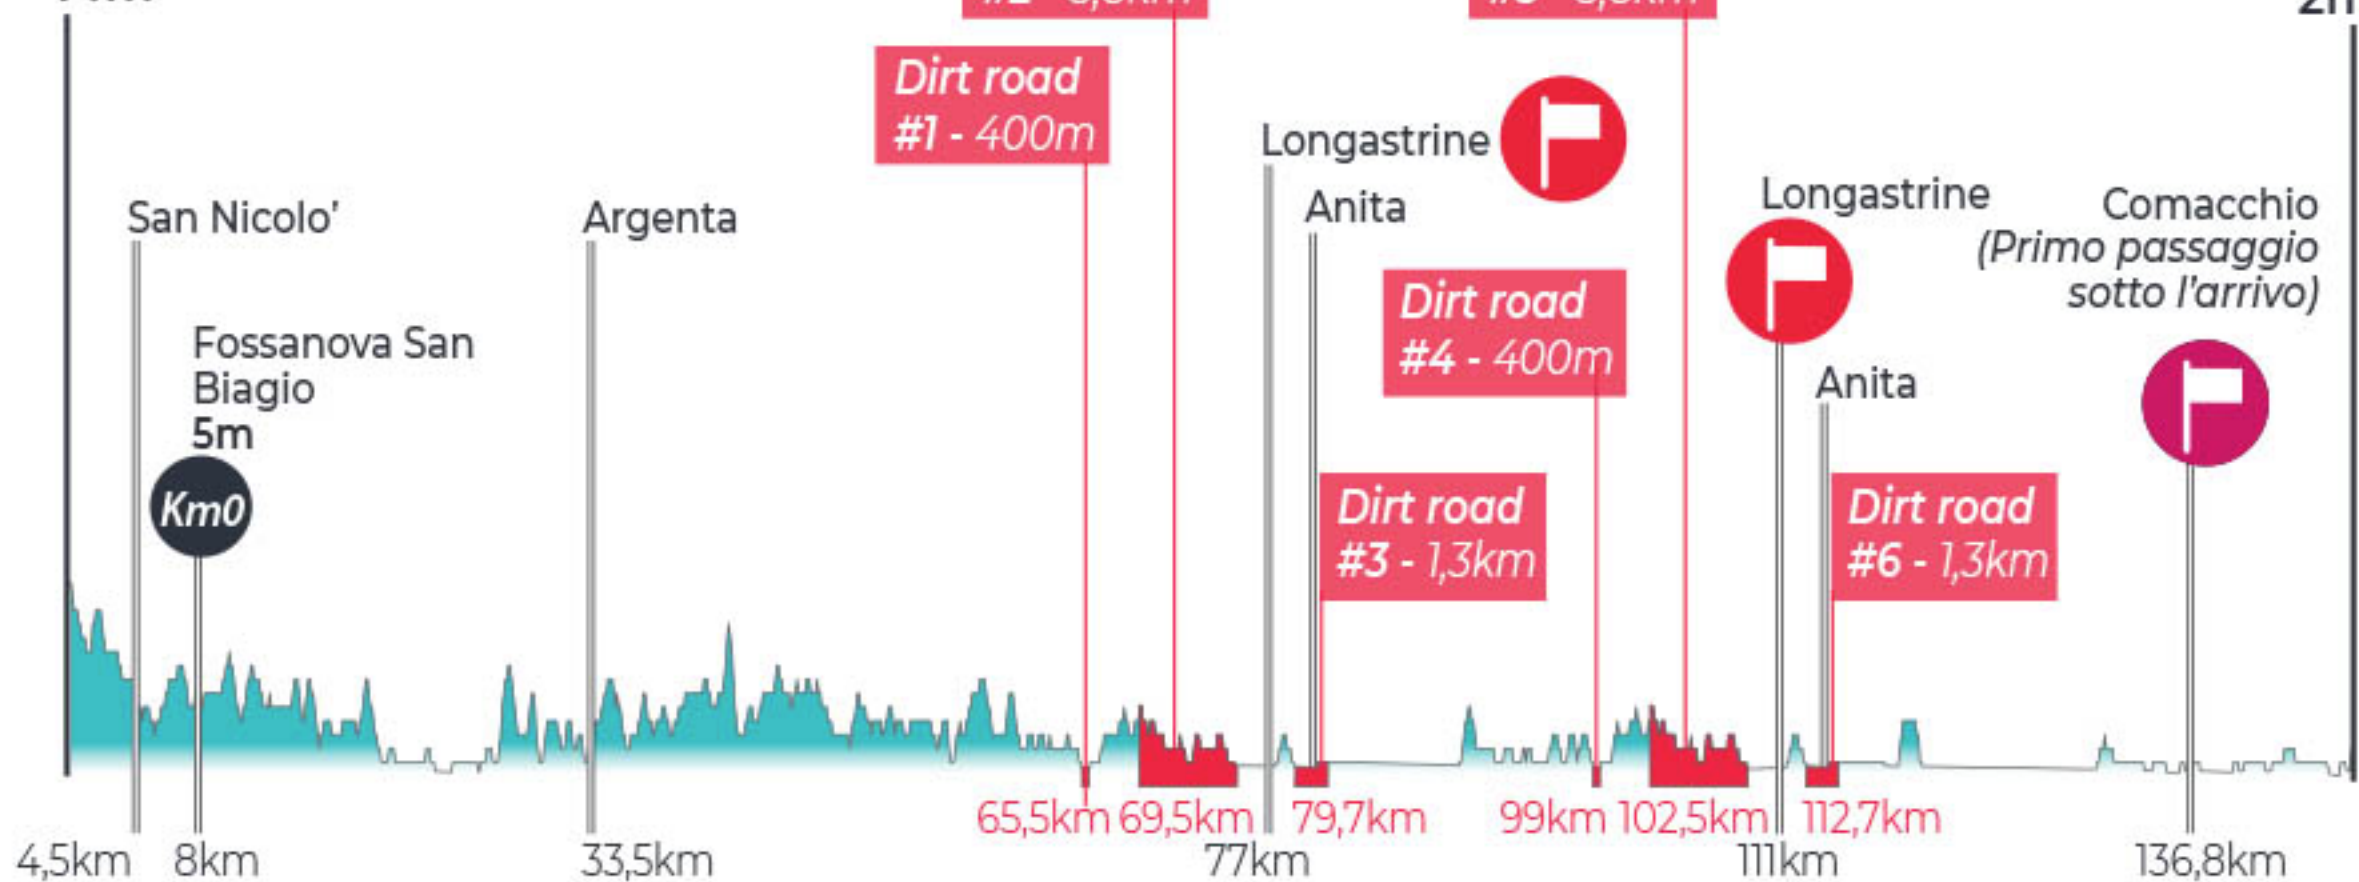 Dirt road
#1 - 400m
Longastrine
Anita
Longastrine
Comacchio
(Primo passaggio
sotto l'arrivo)
San Nicolo'
Argenta
Dirt road
#4 - 400m
Fossanova San
Biagio
5m
Anita
Km0
Dirt road
#3 - 1,3km
Dirt road
#6 - 1,3km
65,5km 69,5km 79,7km 99km 102,5km 112,7km
4,5km 8km 33,5km 77km 111km 136,8km